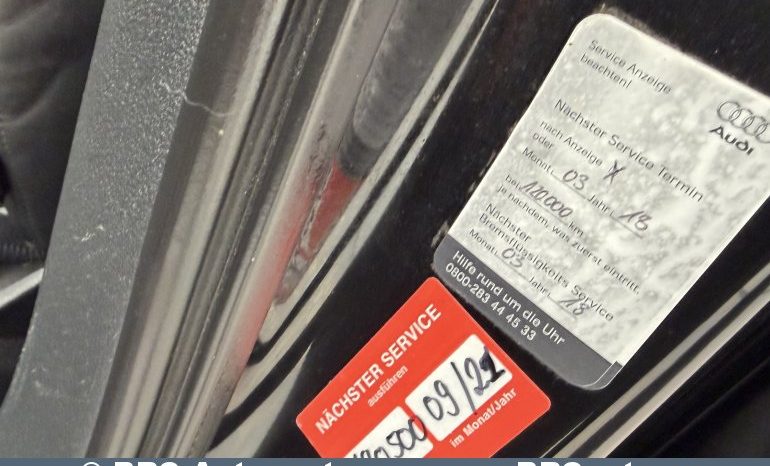 Service Anzeige
beachten!
Audi
Nächster Service Termin
nach Anzeige X
oder
Monat: 03 Jahr: 18
bei 120000 km
je nachdem, was zuerst eintritt.
Nächster
Bremsflüssigkeits Service
Monat: 03 Jahr: 18
Hilfe rund um die Uhr
0800-283 44 45 33
NÄCHSTER SERVICE
ausführen
09/22
im Monat/Jahr